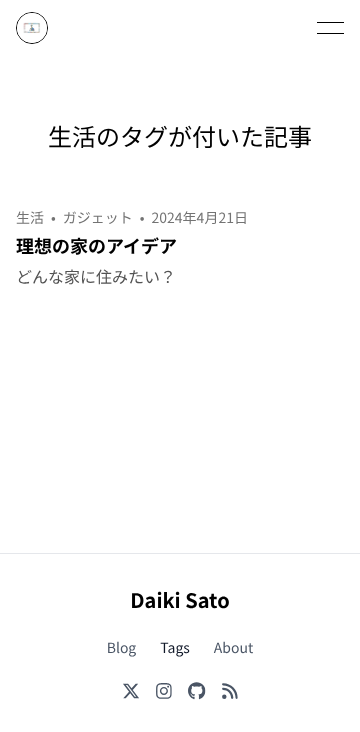 生活のタグが付いた記事
生活 • ガジェット • 2024年4月21日
理想の家のアイデア
どんな家に住みたい？
Daiki Sato
Blog Tags About